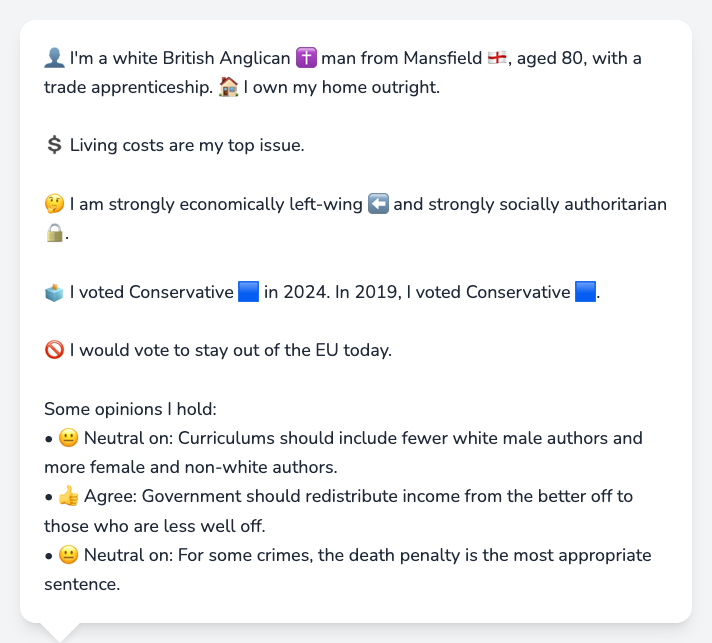 👤 I'm a white British Anglican ✝️ man from Mansfield 🏴󠁧󠁢󠁥󠁮󠁧󠁿, aged 80, with a
trade apprenticeship. 🏠 I own my home outright.
💲 Living costs are my top issue.
🤔 I am strongly economically left-wing ⬅️ and strongly socially authoritarian
🔒.
🗳️ I voted Conservative 🟦 in 2024. In 2019, I voted Conservative 🟦.
🚫 I would vote to stay out of the EU today.
Some opinions I hold:
• 😐 Neutral on: Curriculums should include fewer white male authors and
more female and non-white authors.
• 👍 Agree: Government should redistribute income from the better off to
those who are less well off.
• 😐 Neutral on: For some crimes, the death penalty is the most appropriate
sentence.